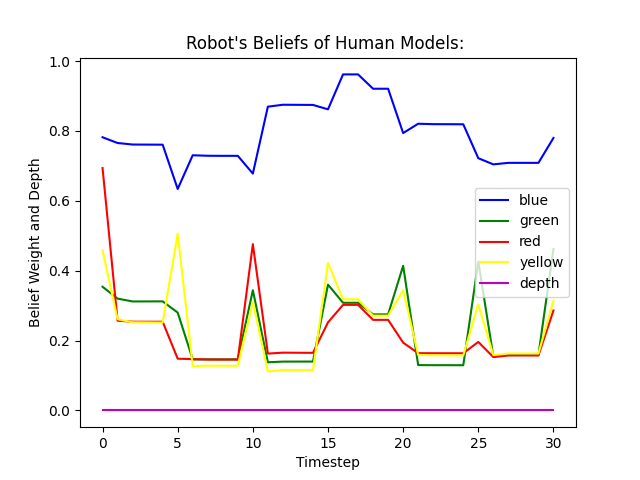 Robot's Beliefs of Human Models:
1.0
0.8
0.6
0.4
0.2
0.0
Belief Weight and Depth
blue
green
red
yellow
depth
0 5 10 15 20 25 30
Timestep